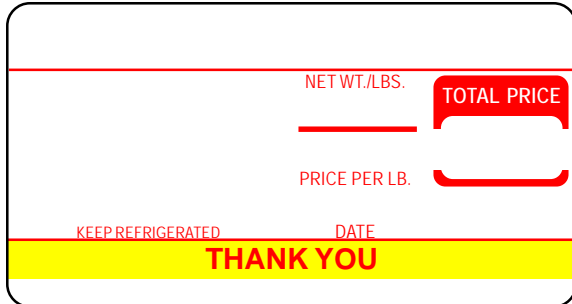 NET WT./LBS.
TOTAL PRICE
PRICE PER LB.
KEEP REFRIGERATED
DATE
THANK YOU